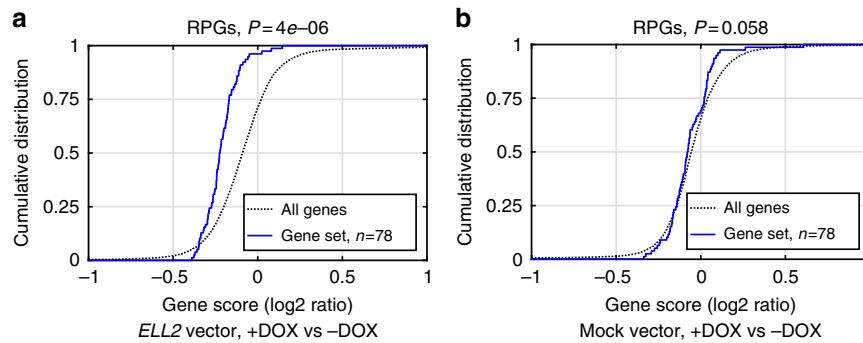 a
RPGs, P=4e–06
Cumulative distribution
1
0.75
0.5
0.25
0
All genes
Gene set, n=78
–1 –0.5 0 0.5 1
Gene score (log2 ratio)
ELL2 vector, +DOX vs –DOX
b
RPGs, P=0.058
Cumulative distribution
1
0.75
0.5
0.25
0
All genes
Gene set, n=78
–1 –0.5 0 0.5
Gene score (log2 ratio)
Mock vector, +DOX vs –DOX